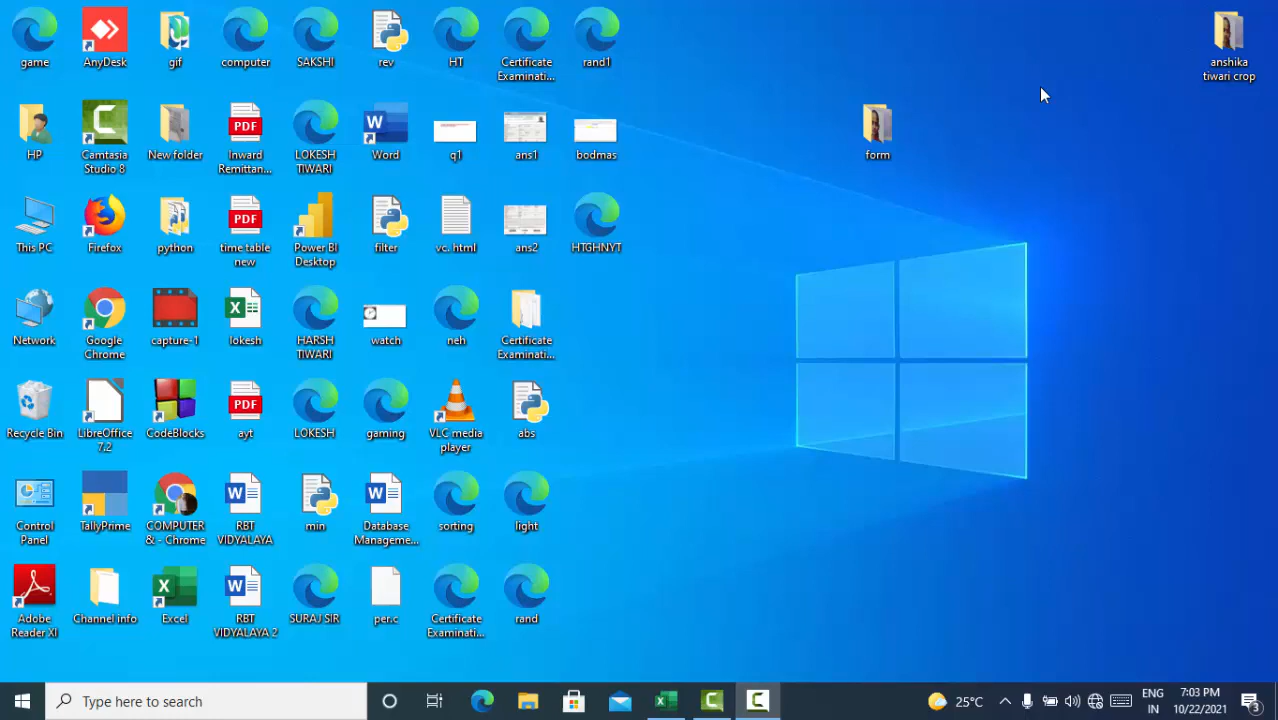 game
AnyDesk
gif
computer
SAKSHI
rev
HT
Certificate
Examinati...
rand1
anshika
tiwari crop
HP
Camtasia
Studio 8
New folder
Inward
Remittan...
LOKESH
TIWARI
Word
q1
ans1
bodmas
form
This PC
Firefox
python
time table
new
Power BI
Desktop
filter
vc. html
ans2
HTGHNYT
Network
Google
Chrome
capture-1
lokesh
HARSH
TIWARI
watch
neh
Certificate
Examinati...
Recycle Bin
LibreOffice
7.2
CodeBlocks
ayt
LOKESH
gaming
VLC media
player
abs
Control
Panel
TallyPrime
COMPUTER
& - Chrome
RBT
VIDYALAYA
min
Database
Manageme...
sorting
light
Adobe
Reader XI
Channel info
Excel
RBT
VIDYALAYA 2
SURAJ SIR
per.c
Certificate
Examinati...
rand
PDF
PDF
PDF
Type here to search
25°C
ENG
IN
7:03 PM
10/22/2021
3